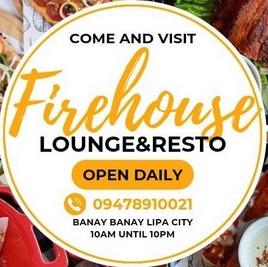 COME AND VISIT
Firehouse
LOUNGE&RESTO
OPEN DAILY
09478910021
BANAY BANAY LIPA CITY
10AM UNTIL 10PM